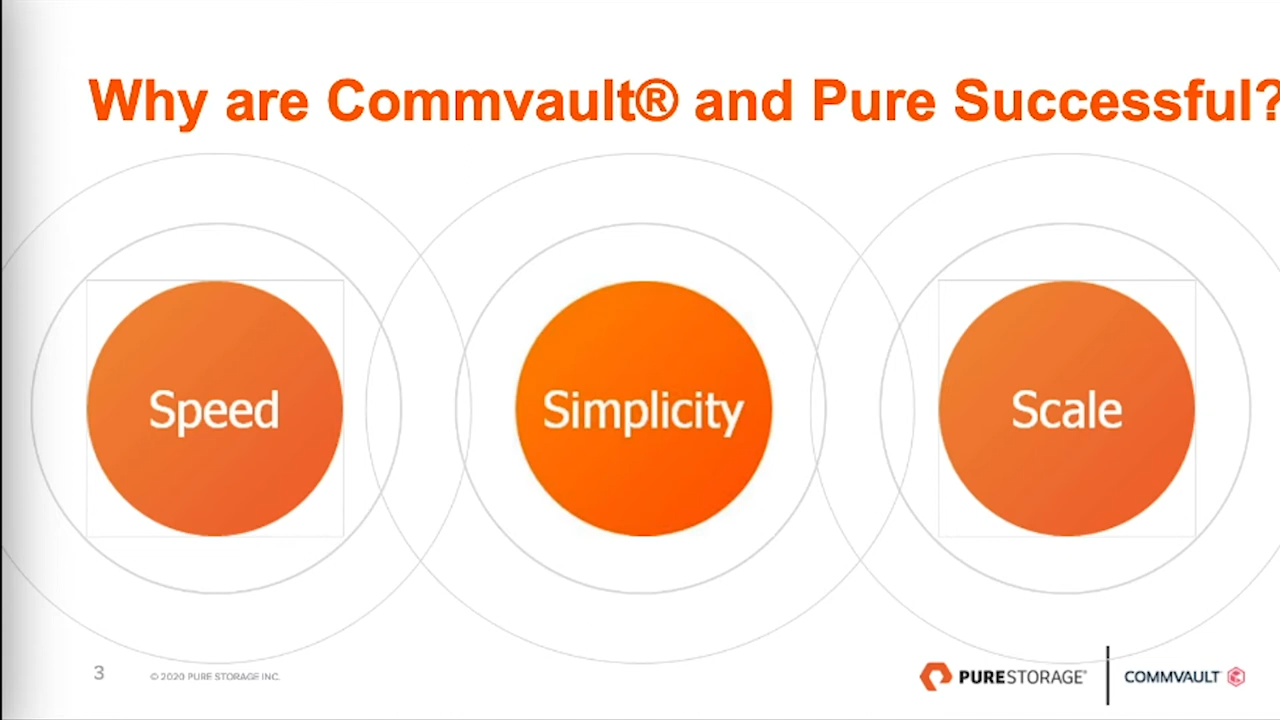 Why are Commvault® and Pure Successful?
Speed
Simplicity
Scale
3
© 2020 PURE STORAGE INC.
PURESTORAGE®
COMMVAULT